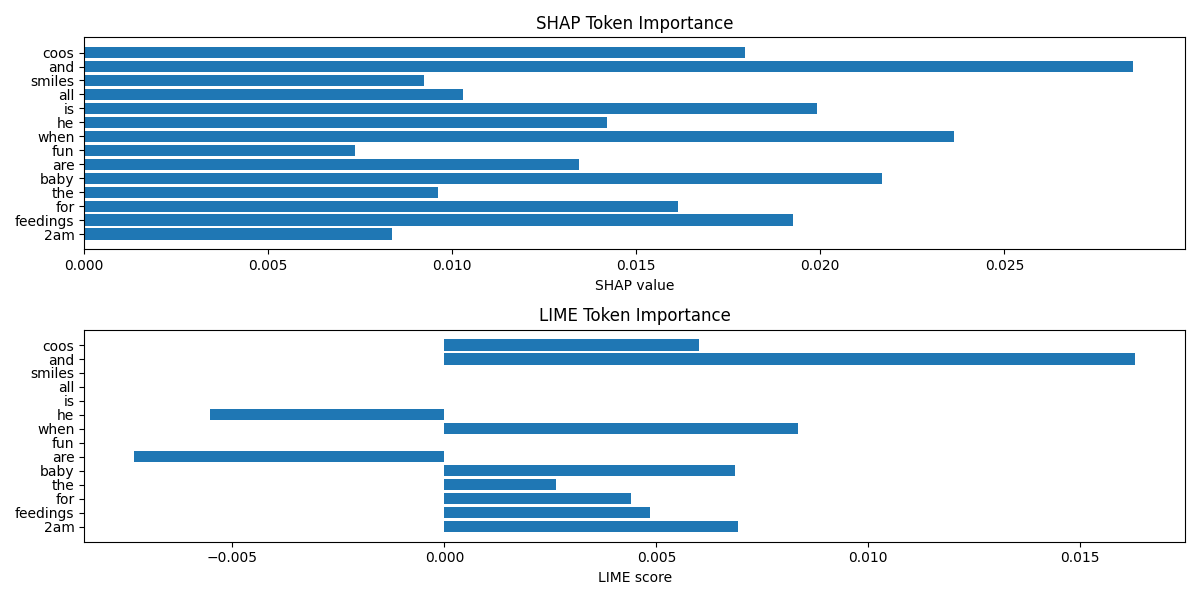 SHAP Token Importance
coos
and
smiles
all
is
he
when
fun
are
baby
the
for
feedings
2am
0.000 0.005 0.010 0.015 0.020 0.025
SHAP value
LIME Token Importance
coos
and
smiles
all
is
he
when
fun
are
baby
the
for
feedings
2am
−0.005 0.000 0.005 0.010 0.015
LIME score